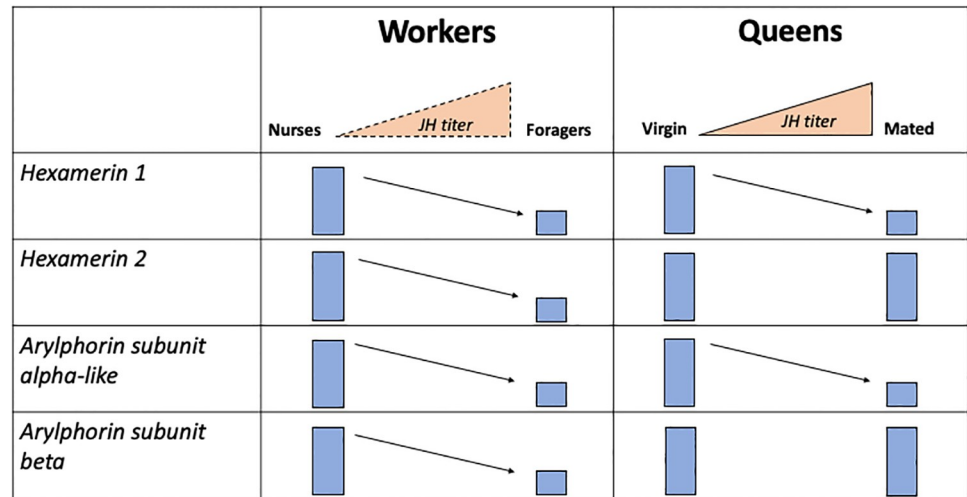 Workers
Queens
Nurses
JH titer
Foragers
Virgin
JH titer
Mated
Hexamerin 1
Hexamerin 2
Arylphorin subunit
alpha-like
Arylphorin subunit
beta